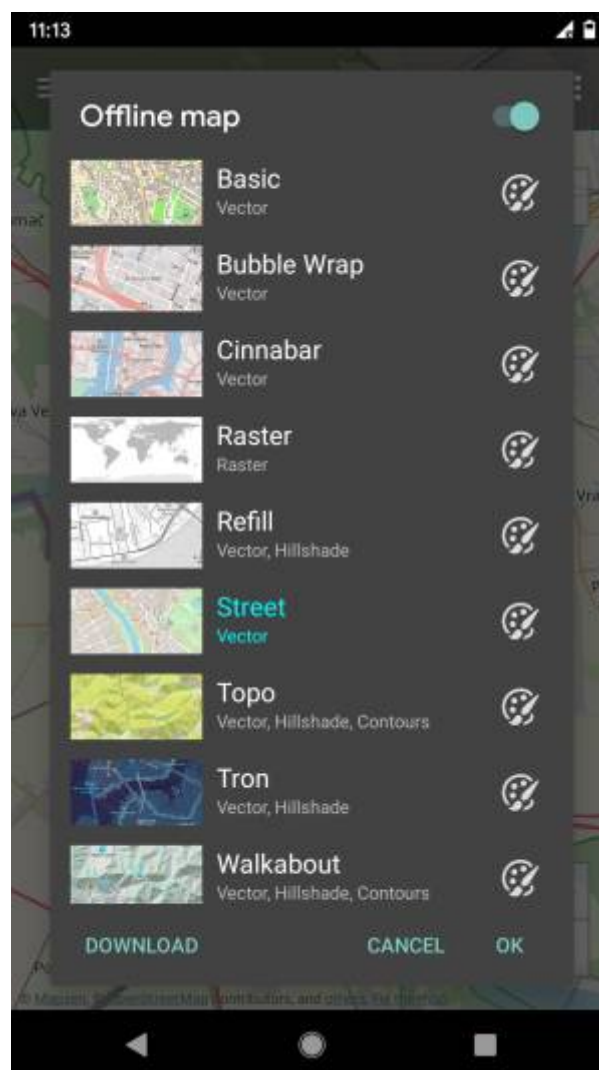 11:13
Offline map
Basic
Vector
Bubble Wrap
Vector
Cinnabar
Vector
Raster
Raster
Refill
Vector, Hillshade
Street
Vector
Topo
Vector, Hillshade, Contours
Tron
Vector, Hillshade
Walkabout
Vector, Hillshade, Contours
DOWNLOAD CANCEL OK